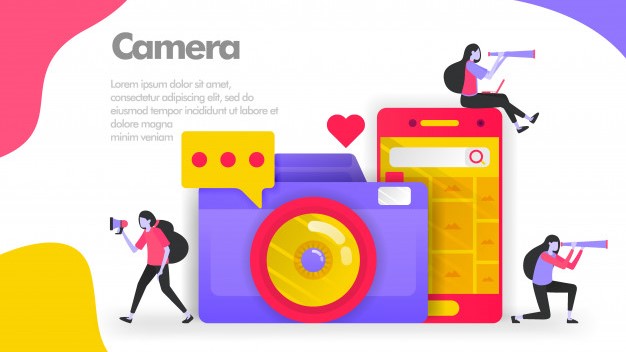 Camera
Lorem ipsum dolor sit amet,
consectetur adipiscing elit, sed do
eiusmod tempor incididunt ut labore et
dolore magna
minim veniam